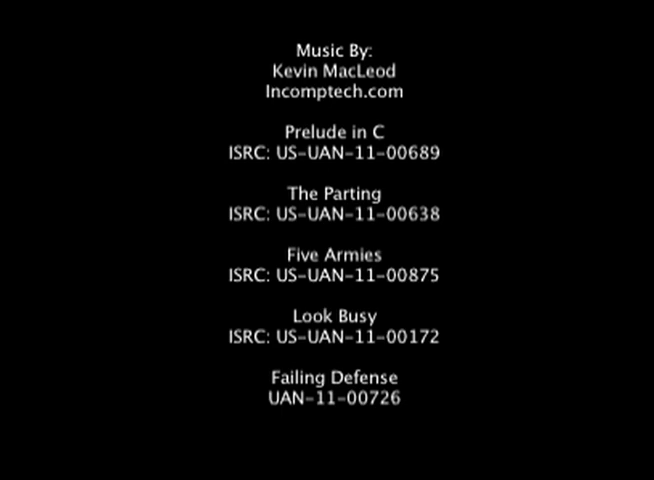 Music By:
Kevin MacLeod
Incomptech.com
Prelude in C
ISRC: US-UAN-11-00689
The Parting
ISRC: US-UAN-11-00638
Five Armies
ISRC: US-UAN-11-00875
Look Busy
ISRC: US-UAN-11-00172
Failing Defense
UAN-11-00726